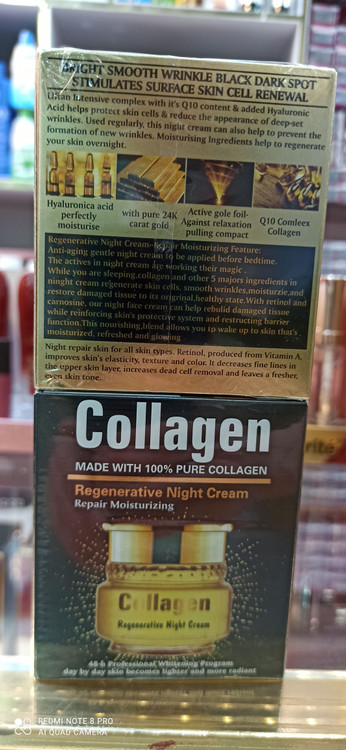 BRIGHT SMOOTH WRINKLE BLACK DARK SPOT
STIMULATES SURFACE SKIN CELL RENEWAL
Intensive complex with it's Q10 content & added Hyaluronic
Acid helps protect skin cells & reduce the appearance of deep-set
wrinkles. Used regularly, this night cream can also help to prevent the
formation of new wrinkles. Moisturising Ingredients help to regenerate
your skin overnight.
Hyaluronica acid
perfectly
moisturise
with pure 24K
carat gold
Active gole foil-
Against relaxation
pulling compact
Q10 Comleex
Collagen
Regenerative Night Cream-Repair Moisturizing Feature:
Anti-aging gentle night cream to be applied before bedtime.
The actives in night cream are working their magic .
While you are sleeping.collagen and other 5 majors ingredients in
ninght cream regenerate skin cells, smooth wrinkles,moisturizie,and
restore damaged tissue to its original,healthy state.With retinol and
carnosine, our night face cream can help rebuild damaged tissue
while reinforcing skin's protective system and restructing barrier
function.This nourishing,blend allows you to wake up to skin that's
moisturized, refreshed and glowing
Night repair skin for all skin types. Retinol, produced from Vitamin A,
improves skin's elasticity, texture and color. It decreases fine lines in
the upper skin layer, increases dead cell removal and leaves a fresher,
even skin tone.
Collagen
MADE WITH 100% PURE COLLAGEN
Regenerative Night Cream
Repair Moisturizing
Collagen
Regenerative Night Cream
48-h Professional Whitening Program
day by day skin becomes lighter and more radiant
REDMI NOTE 8 PRO
AI QUAD CAMERA